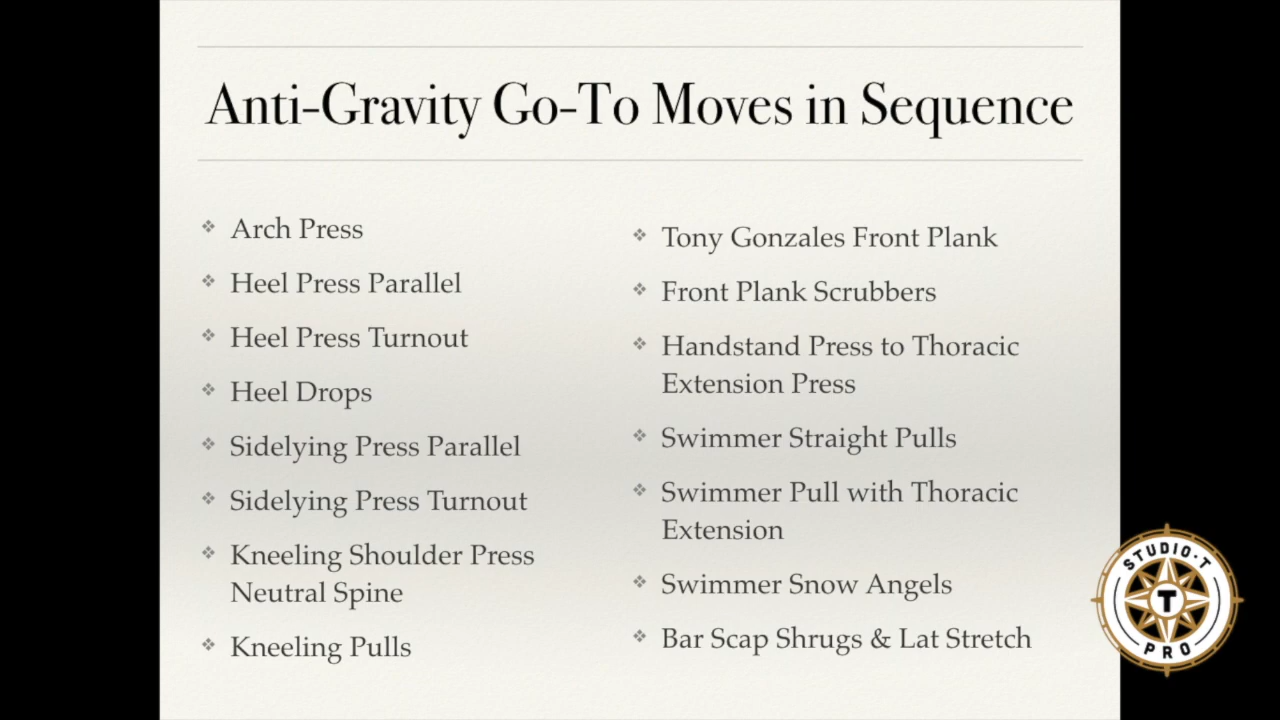 Anti-Gravity Go-To Moves in Sequence
Arch Press
Heel Press Parallel
Heel Press Turnout
Heel Drops
Sidelying Press Parallel
Sidelying Press Turnout
Kneeling Shoulder Press
Neutral Spine
Kneeling Pulls
Tony Gonzales Front Plank
Front Plank Scrubbers
Handstand Press to Thoracic
Extension Press
Swimmer Straight Pulls
Swimmer Pull with Thoracic
Extension
Swimmer Snow Angels
Bar Scap Shrugs & Lat Stretch
STUDIO·T
T
PRO